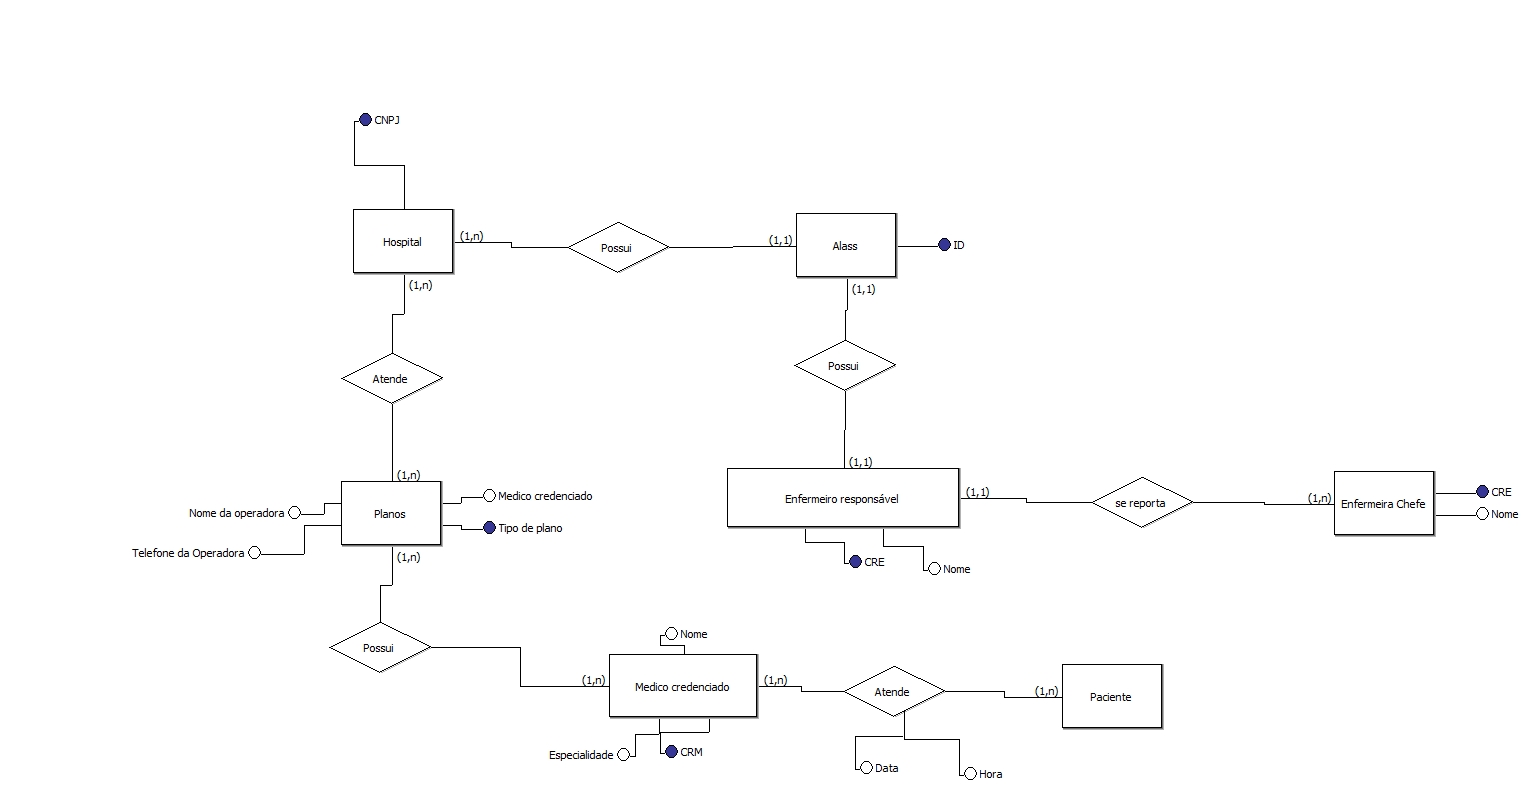 CNPJ
Hospital
(1,n)
Possui
(1,1)
Alass
ID
(1,n)
(1,1)
Atende
Possui
(1,n)
(1,1)
Nome da operadora
Planos
Medico credenciado
Tipo de plano
Telefone da Operadora
(1,n)
Enfermeiro responsável
(1,1)
se reporta
(1,n)
Enfermeira Chefe
CRE
Nome
CRE
Nome
Possui
(1,n)
Nome
Medico credenciado
(1,n)
Atende
(1,n)
Paciente
Especialidade
CRM
Data
Hora